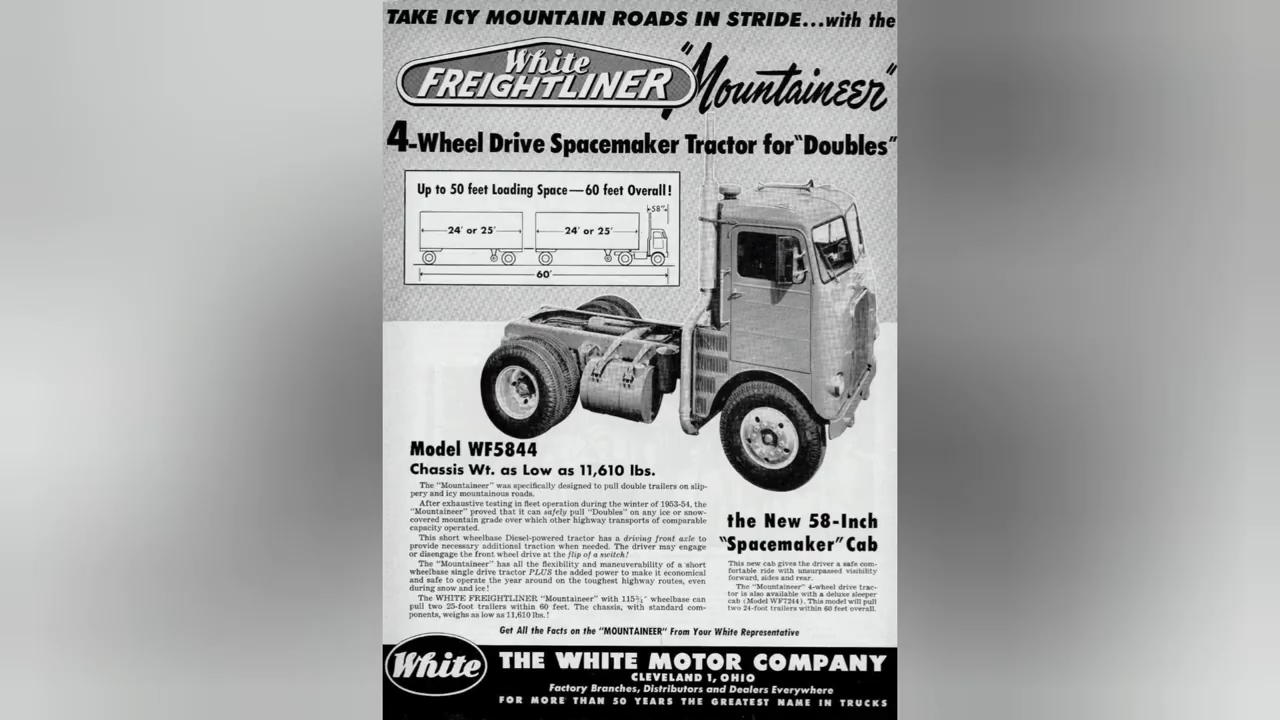 TAKE ICY MOUNTAIN ROADS IN STRIDE...with the
White
FREIGHTLINER
"Mountaineer"
4-Wheel Drive Spacemaker Tractor for "Doubles"
Up to 50 feet Loading Space—60 feet Overall!
58"
24' or 25'
24' or 25'
60'
Model WF5844
Chassis Wt. as Low as 11,610 lbs.
The "Mountaineer" was specifically designed to pull double trailers on slip-
pery and icy mountainous roads.
After exhaustive testing in fleet operation during the winter of 1953-54, the
"Mountaineer" proved that it can safely pull "Doubles" on any ice or snow-
covered mountain grade over which other highway transports of comparable
capacity operated.
This short wheelbase Diesel-powered tractor has a driving front axle to
provide necessary additional traction when needed. The driver may engage
or disengage the front wheel drive at the flip of a switch!
The "Mountaineer" has all the flexibility and maneuverability of a short
wheelbase single drive tractor PLUS the added power to make it economical
and safe to operate the year around on the toughest highway routes, even
during snow and ice!
The WHITE FREIGHTLINER "Mountaineer" with 115¾" wheelbase can
pull two 25-foot trailers within 60 feet. The chassis, with standard com-
ponents, weighs as low as 11,610 lbs.!
the New 58-Inch
"Spacemaker" Cab
This new cab gives the driver a safe com-
fortable ride with unsurpassed visibility
forward, sides and rear.
The "Mountaineer" 4-wheel drive trac-
tor is also available with a deluxe sleeper
cab (Model WF7244). This model will pull
two 24-foot trailers within 60 feet overall.
Get All the Facts on the "MOUNTAINEER" From Your White Representative
White
THE WHITE MOTOR COMPANY
CLEVELAND 1, OHIO
Factory Branches, Distributors and Dealers Everywhere
FOR MORE THAN 50 YEARS THE GREATEST NAME IN TRUCKS